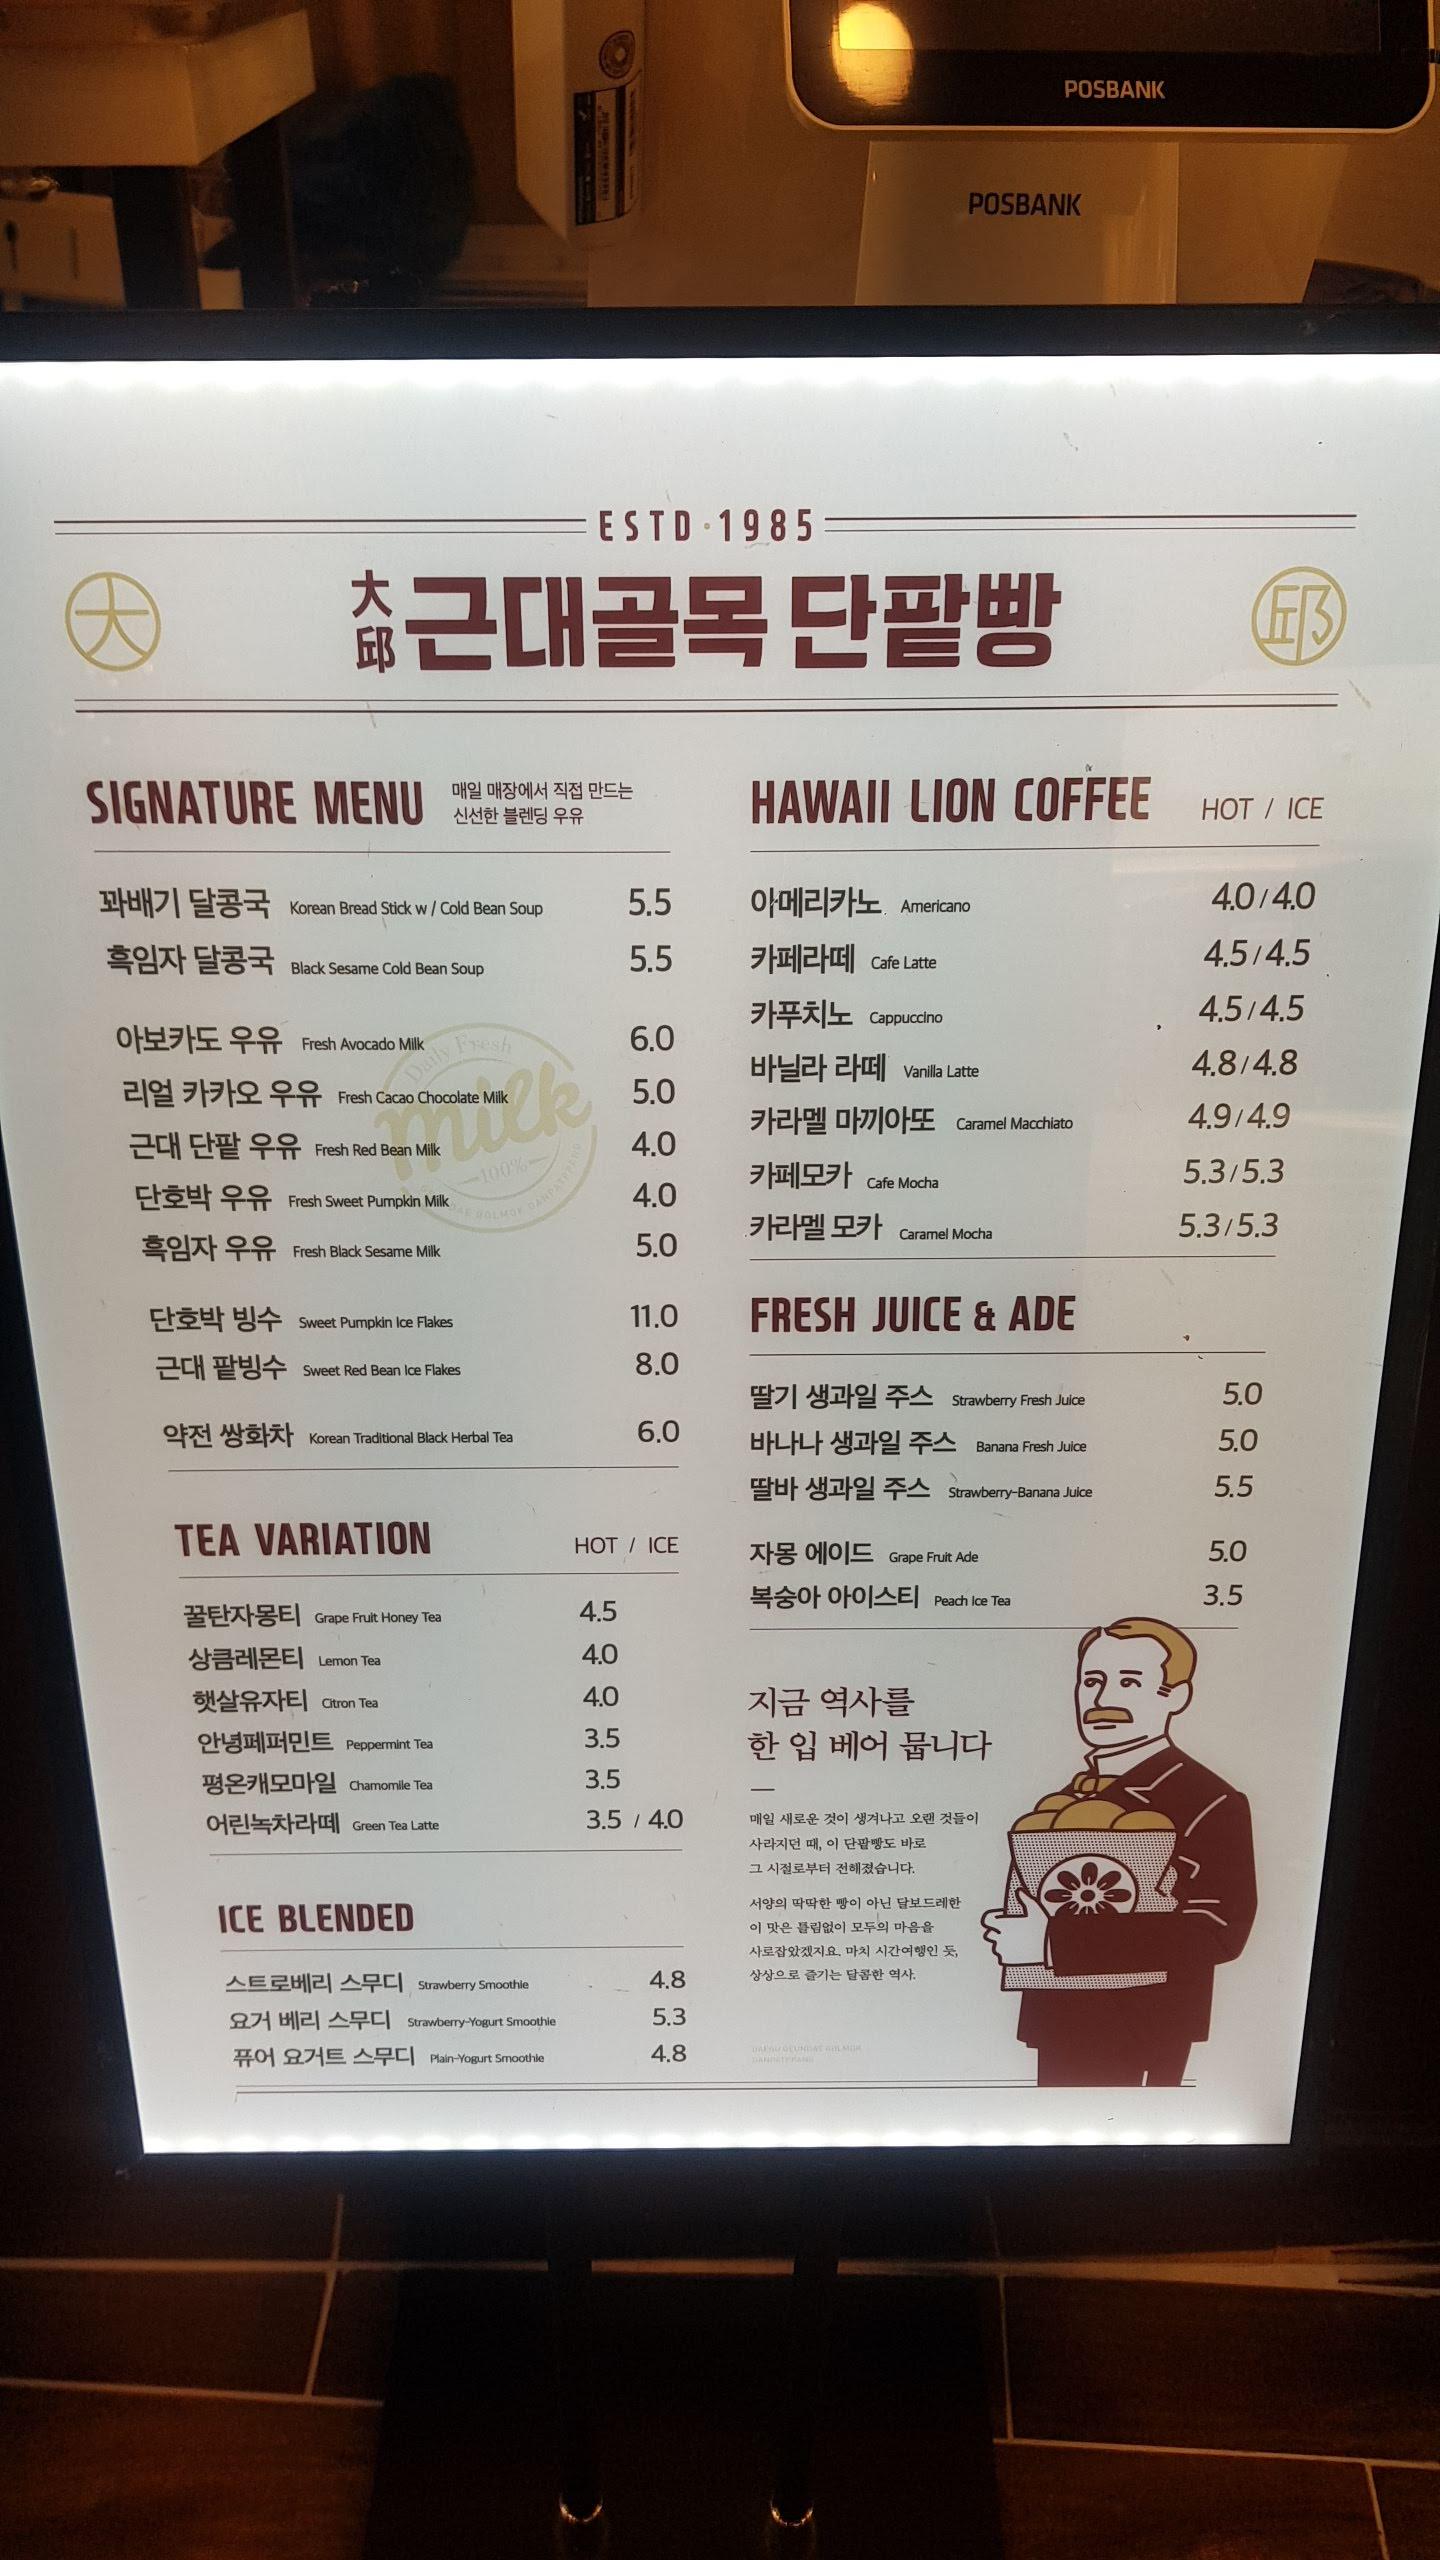 POSBANK
POSBANK
ESTD·1985
大
大邱 근대골목 단팥빵
邱
SIGNATURE MENU 매일 매장에서 직접 만드는
신선한 블렌딩 우유
꽈배기 달콩국 Korean Bread Stick w / Cold Bean Soup 5.5
흑임자 달콩국 Black Sesame Cold Bean Soup 5.5
아보카도 우유 Fresh Avocado Milk 6.0
리얼 카카오 우유 Fresh Cacao Chocolate Milk 5.0
근대 단팥 우유 Fresh Red Bean Milk 4.0
단호박 우유 Fresh Sweet Pumpkin Milk 4.0
흑임자 우유 Fresh Black Sesame Milk 5.0
Daily Fresh
milk
100%
단호박 빙수 Sweet Pumpkin Ice Flakes 11.0
근대 팥빙수 Sweet Red Bean Ice Flakes 8.0
약전 쌍화차 Korean Traditional Black Herbal Tea 6.0
TEA VARIATION HOT / ICE
꿀탄자몽티 Grape Fruit Honey Tea 4.5
상큼레몬티 Lemon Tea 4.0
햇살유자티 Citron Tea 4.0
안녕페퍼민트 Peppermint Tea 3.5
평온캐모마일 Chamomile Tea 3.5
어린녹차라떼 Green Tea Latte 3.5 / 4.0
ICE BLENDED
스트로베리 스무디 Strawberry Smoothie 4.8
요거 베리 스무디 Strawberry-Yogurt Smoothie 5.3
퓨어 요거트 스무디 Plain-Yogurt Smoothie 4.8
HAWAII LION COFFEE HOT / ICE
아메리카노 Americano 4.0 / 4.0
카페라떼 Cafe Latte 4.5 / 4.5
카푸치노 Cappuccino 4.5 / 4.5
바닐라 라떼 Vanilla Latte 4.8 / 4.8
카라멜 마끼아또 Caramel Macchiato 4.9 / 4.9
카페모카 Cafe Mocha 5.3 / 5.3
카라멜 모카 Caramel Mocha 5.3 / 5.3
FRESH JUICE & ADE
딸기 생과일 주스 Strawberry Fresh Juice 5.0
바나나 생과일 주스 Banana Fresh Juice 5.0
딸바 생과일 주스 Strawberry-Banana Juice 5.5
자몽 에이드 Grape Fruit Ade 5.0
복숭아 아이스티 Peach Ice Tea 3.5
지금 역사를
한 입 베어 뭅니다
매일 새로운 것이 생겨나고 오랜 것들이
사라지던 때, 이 단팥빵도 바로
그 시절로부터 전해졌습니다.
서양의 딱딱한 빵이 아닌 달보드레한
이 맛은 틀림없이 모두의 마음을
사로잡았겠지요. 마치 시간여행인 듯,
상상으로 즐기는 달콤한 역사.
DAEGU GEUNDAE GOLMOK
DANPATPPANG